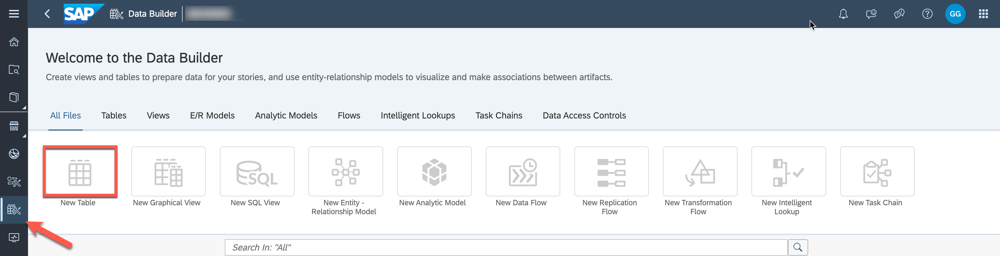 SAP Data Builder
GG
Welcome to the Data Builder
Create views and tables to prepare data for your stories, and use entity-relationship models to visualize and make associations between artifacts.
All Files Tables Views E/R Models Analytic Models Flows Intelligent Lookups Task Chains Data Access Controls
SQL
New Table
New Graphical View
New SQL View
New Entity -
Relationship Model
New Analytic Model
New Data Flow
New Replication
Flow
New Transformation
Flow
New Intelligent
Lookup
New Task Chain
Search In: "All"